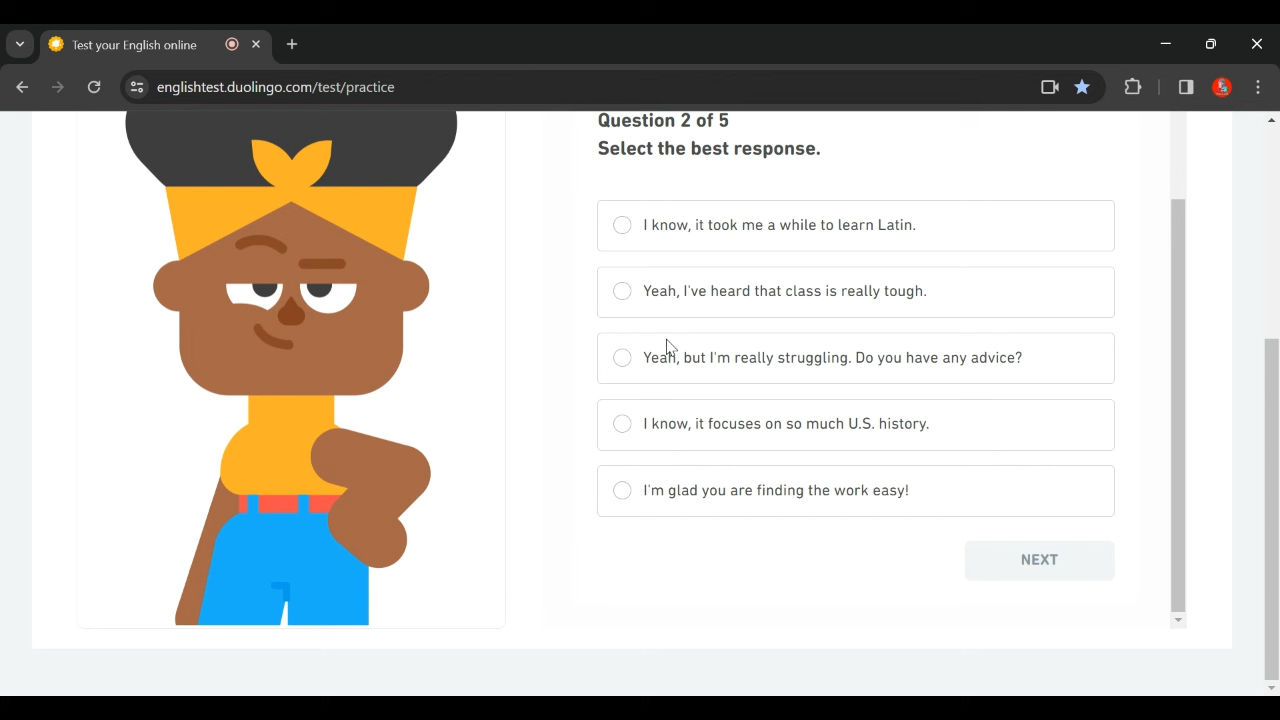 Test your English online
englishtest.duolingo.com/test/practice
Question 2 of 5
Select the best response.
I know, it took me a while to learn Latin.
Yeah, I've heard that class is really tough.
Yeah, but I'm really struggling. Do you have any advice?
I know, it focuses on so much U.S. history.
I'm glad you are finding the work easy!
NEXT